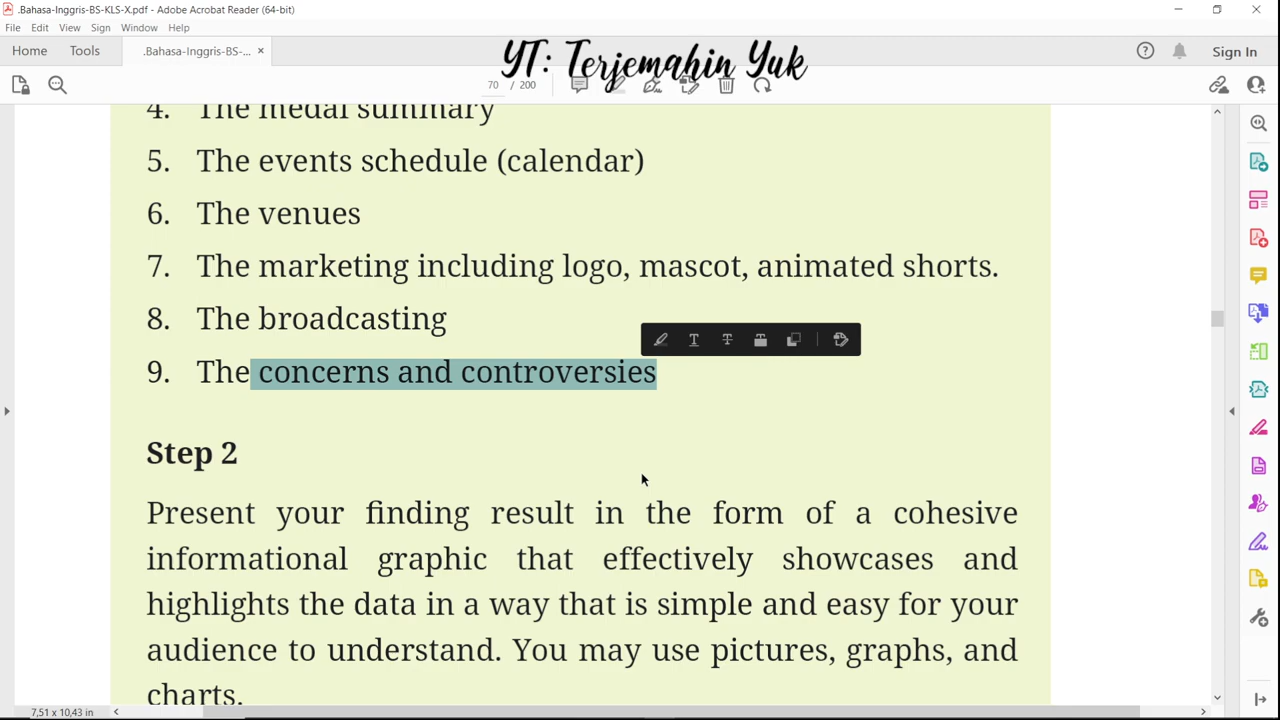 .Bahasa-Inggris-BS-KLS-X.pdf - Adobe Acrobat Reader (64-bit)
File Edit View Sign Window Help
Home Tools .Bahasa-Inggris-BS-... × Sign In
YT: Terjemahin Yuk
70 / 200
4. The medal summary
5. The events schedule (calendar)
6. The venues
7. The marketing including logo, mascot, animated shorts.
8. The broadcasting
9. The concerns and controversies
Step 2
Present your finding result in the form of a cohesive
informational graphic that effectively showcases and
highlights the data in a way that is simple and easy for your
audience to understand. You may use pictures, graphs, and
charts.
7,51 x 10,43 in